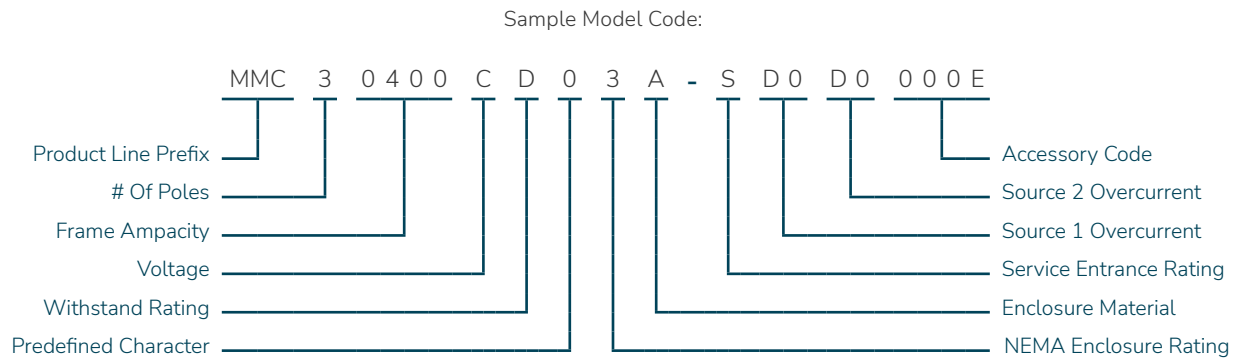 Sample Model Code:
MMC 3 0400 C D 0 3 A - S D0 D0 000E
Product Line Prefix
Accessory Code
# Of Poles
Source 2 Overcurrent
Frame Ampacity
Source 1 Overcurrent
Voltage
Service Entrance Rating
Withstand Rating
Enclosure Material
Predefined Character
NEMA Enclosure Rating